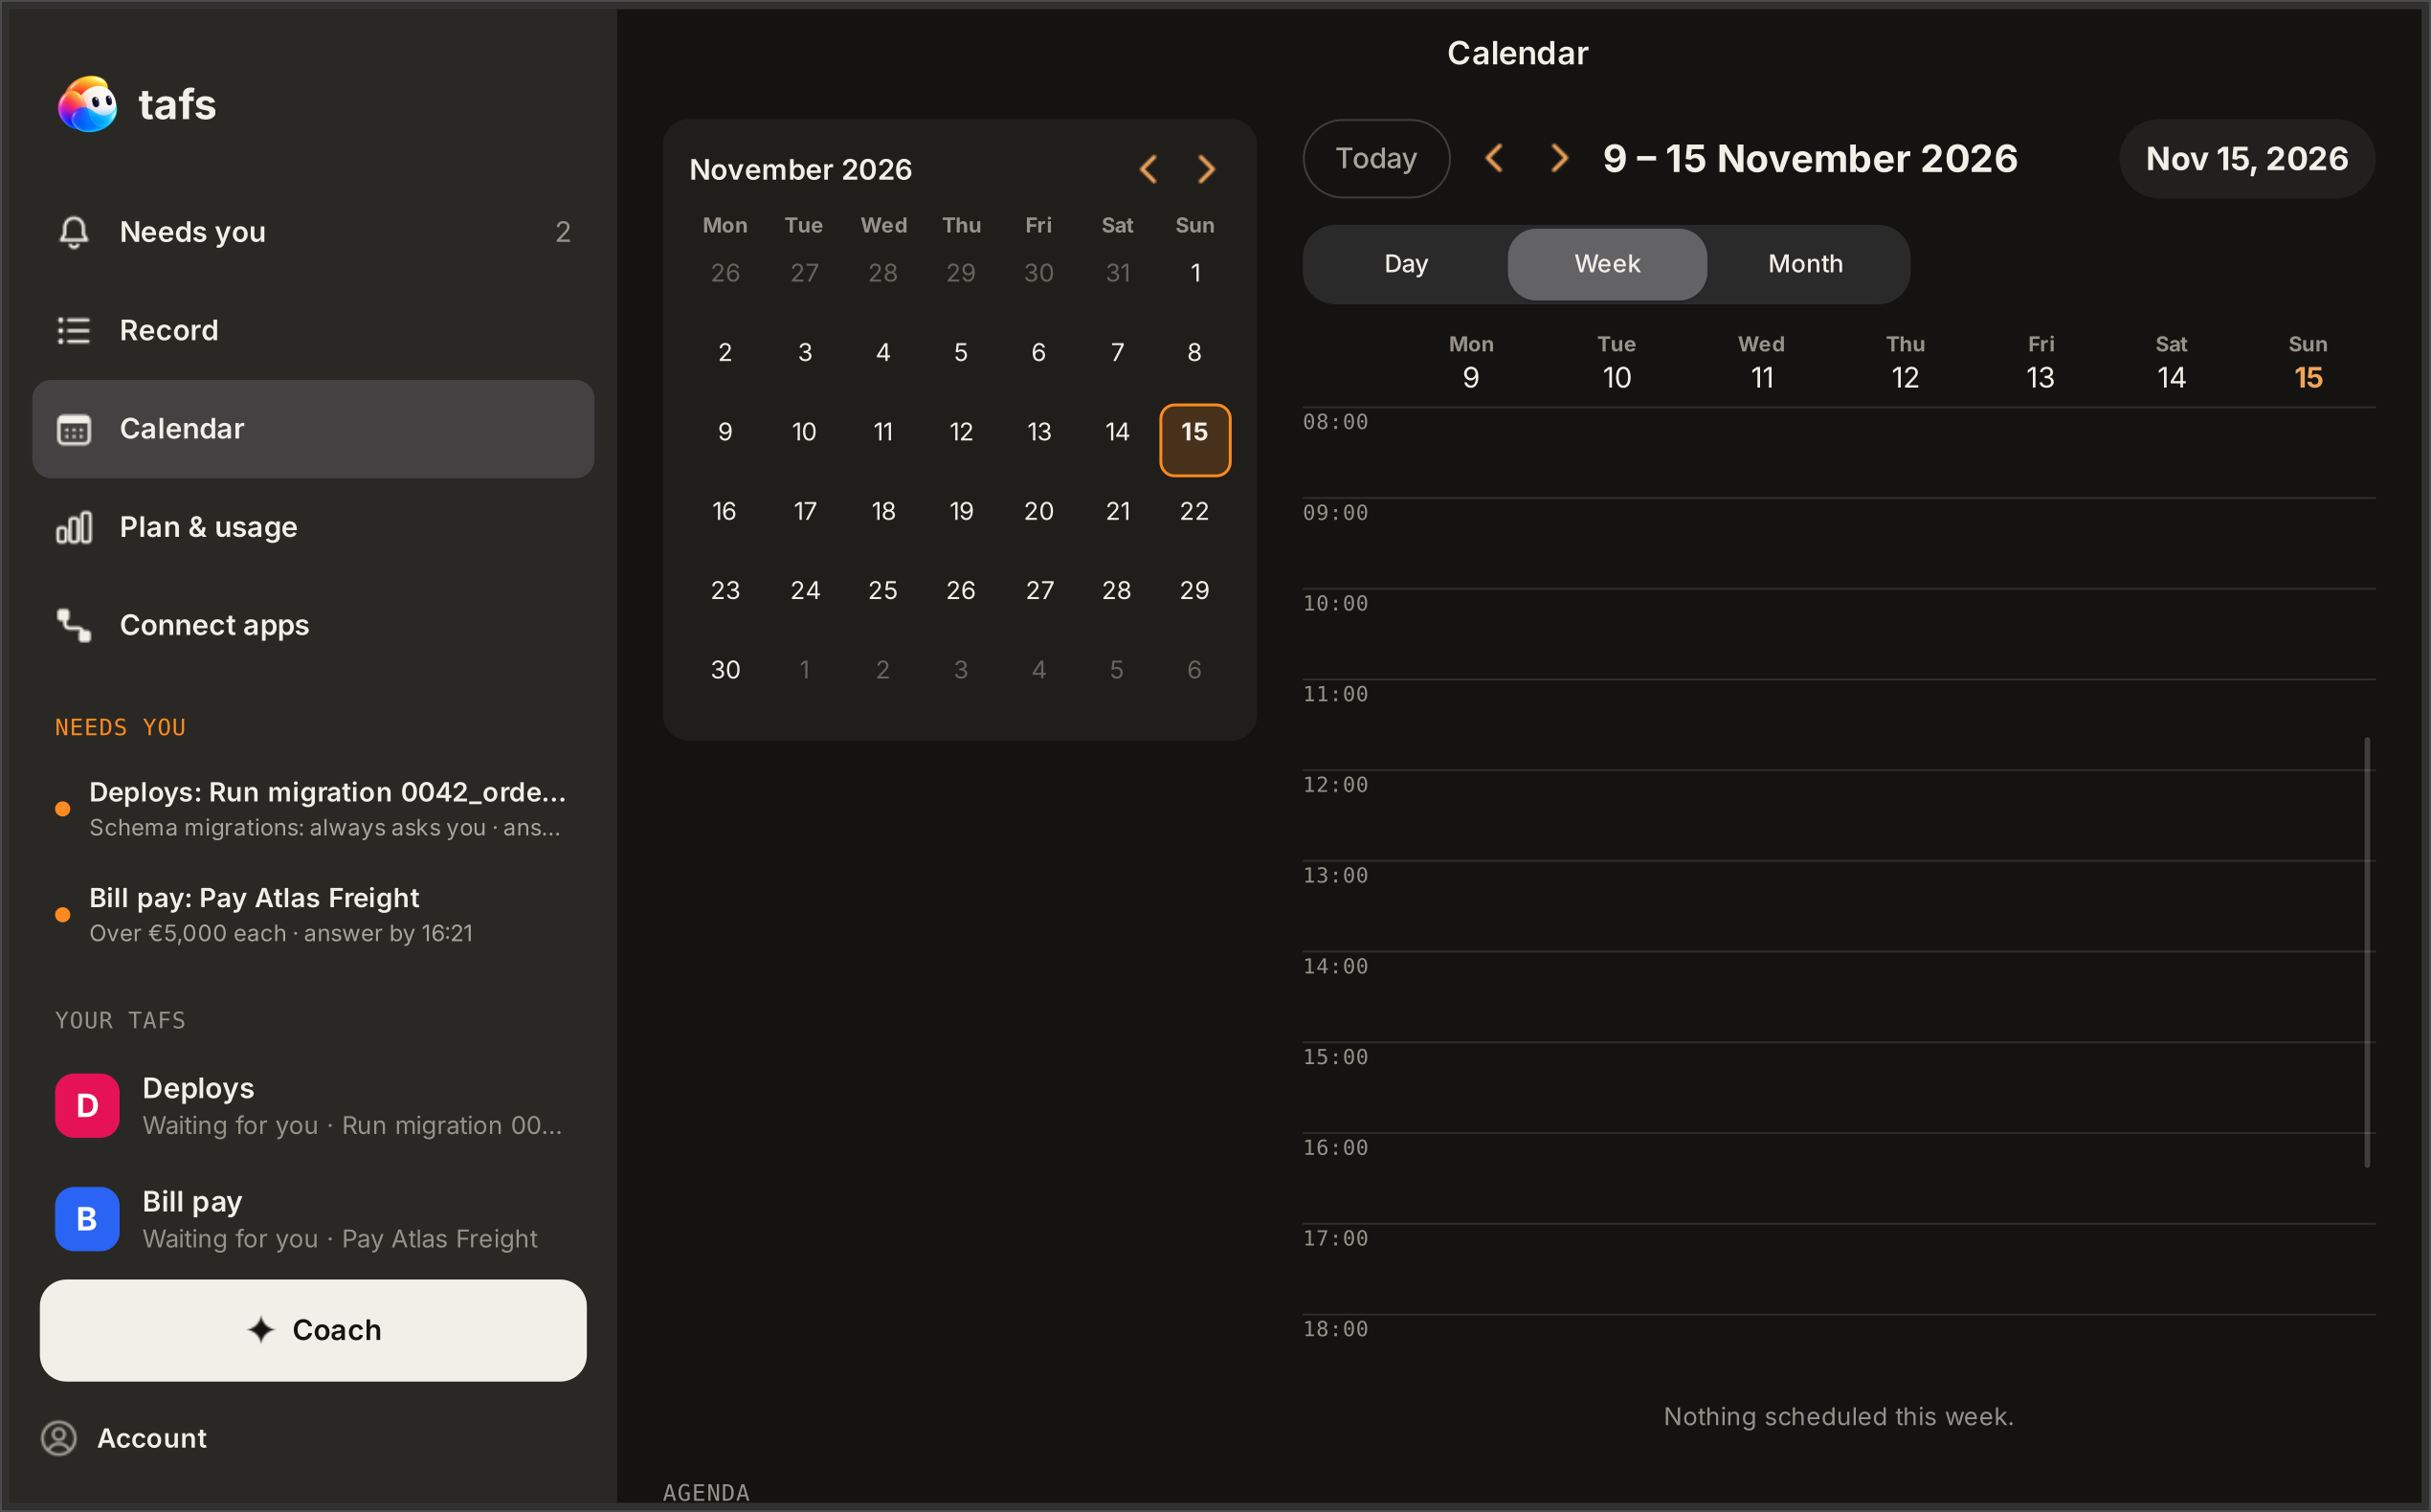 tafs
Needs you 2
Record
Calendar
Plan & usage
Connect apps
NEEDS YOU
Deploys: Run migration 0042_orde...
Schema migrations: always asks you · ans...
Bill pay: Pay Atlas Freight
Over €5,000 each · answer by 16:21
YOUR TAFS
D
Deploys
Waiting for you · Run migration 00...
B
Bill pay
Waiting for you · Pay Atlas Freight
Coach
Account
Calendar
November 2026
Mon Tue Wed Thu Fri Sat Sun
26 27 28 29 30 31 1
2 3 4 5 6 7 8
9 10 11 12 13 14 15
16 17 18 19 20 21 22
23 24 25 26 27 28 29
30 1 2 3 4 5 6
Today 9 – 15 November 2026 Nov 15, 2026
Day Week Month
Mon Tue Wed Thu Fri Sat Sun
9 10 11 12 13 14 15
08:00
09:00
10:00
11:00
12:00
13:00
14:00
15:00
16:00
17:00
18:00
Nothing scheduled this week.
AGENDA